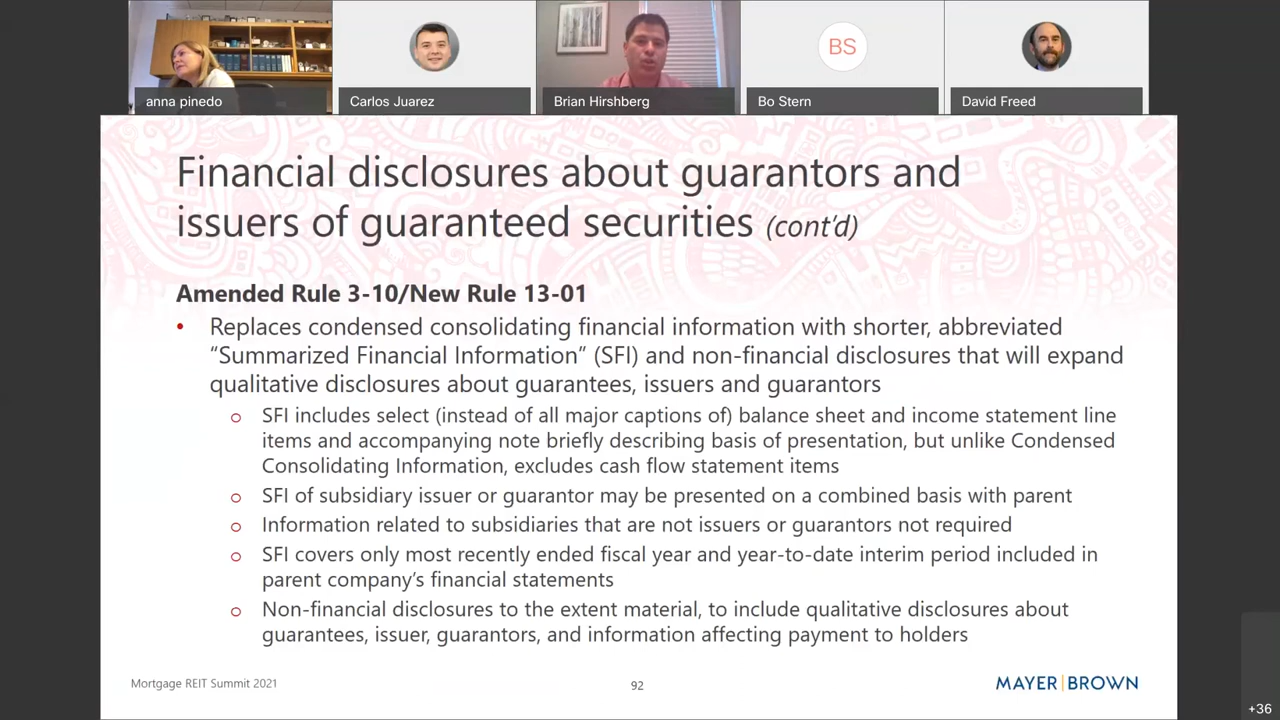 anna pinedo
Carlos Juarez
Brian Hirshberg
BS
Bo Stern
David Freed
Financial disclosures about guarantors and
issuers of guaranteed securities (cont'd)
Amended Rule 3-10/New Rule 13-01
• Replaces condensed consolidating financial information with shorter, abbreviated
“Summarized Financial Information” (SFI) and non-financial disclosures that will expand
qualitative disclosures about guarantees, issuers and guarantors
o SFI includes select (instead of all major captions of) balance sheet and income statement line
items and accompanying note briefly describing basis of presentation, but unlike Condensed
Consolidating Information, excludes cash flow statement items
o SFI of subsidiary issuer or guarantor may be presented on a combined basis with parent
o Information related to subsidiaries that are not issuers or guarantors not required
o SFI covers only most recently ended fiscal year and year-to-date interim period included in
parent company's financial statements
o Non-financial disclosures to the extent material, to include qualitative disclosures about
guarantees, issuer, guarantors, and information affecting payment to holders
Mortgage REIT Summit 2021
92
MAYER|BROWN
+36